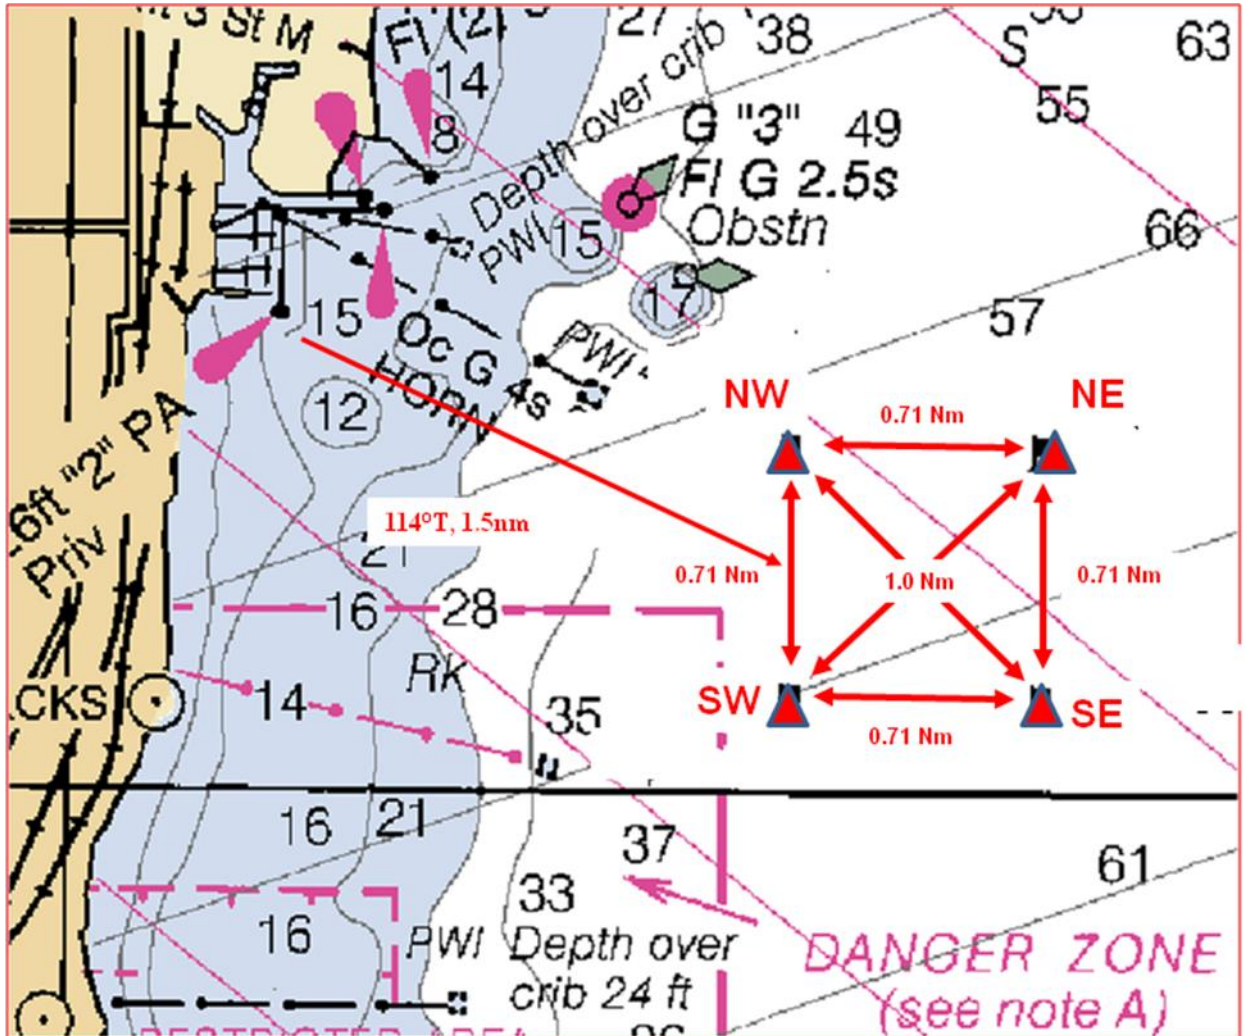 3 St M
Fl (2)
27
38
63
S
14
55
8
Depth over crib
PWI
G "3" 49
Fl G 2.5s
Obstn
15
66
17
15
57
Oc G 4s
HORN
PWI
12
NW
NE
0.71 Nm
6ft "2" PA
Priv
114°T, 1.5nm
21
0.71 Nm
1.0 Nm
0.71 Nm
16
28
Rk
CKS
14
35
SW
SE
0.71 Nm
16
21
37
61
33
16
PWI Depth over
crib 24 ft
DANGER ZONE
(see note A)
RESTRICTED AREA